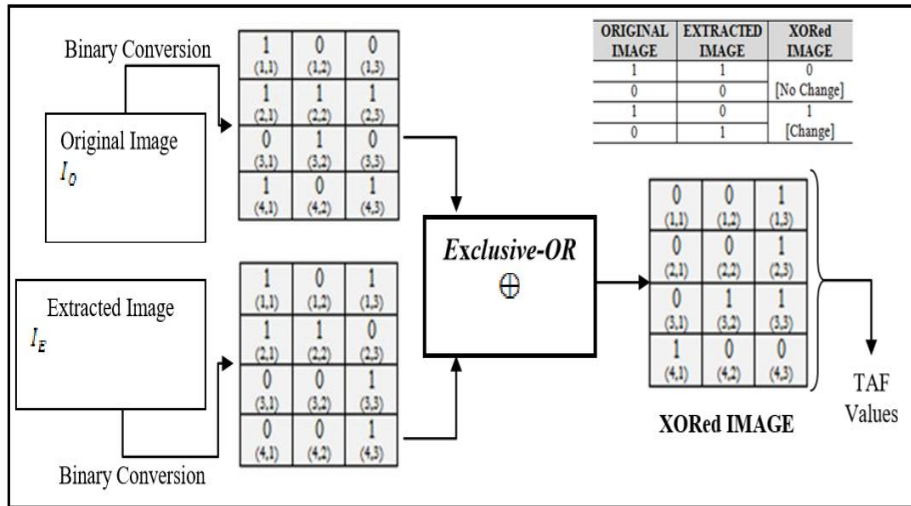 Binary Conversion
Original Image
I_O
1 0 0
(1,1) (1,2) (1,3)
1 1 1
(2,1) (2,2) (2,3)
0 1 0
(3,1) (3,2) (3,3)
1 0 1
(4,1) (4,2) (4,3)
ORIGINAL IMAGE EXTRACTED IMAGE XORed IMAGE
1 1 0
0 0 [No Change]
1 0 1
0 1 [Change]
Extracted Image
I_E
Binary Conversion
1 0 1
(1,1) (1,2) (1,3)
1 1 0
(2,1) (2,2) (2,3)
0 0 1
(3,1) (3,2) (3,3)
0 0 1
(4,1) (4,2) (4,3)
Exclusive-OR
⊕
0 0 1
(1,1) (1,2) (1,3)
0 0 1
(2,1) (2,2) (2,3)
0 1 1
(3,1) (3,2) (3,3)
1 0 0
(4,1) (4,2) (4,3)
XORed IMAGE
TAF
Values